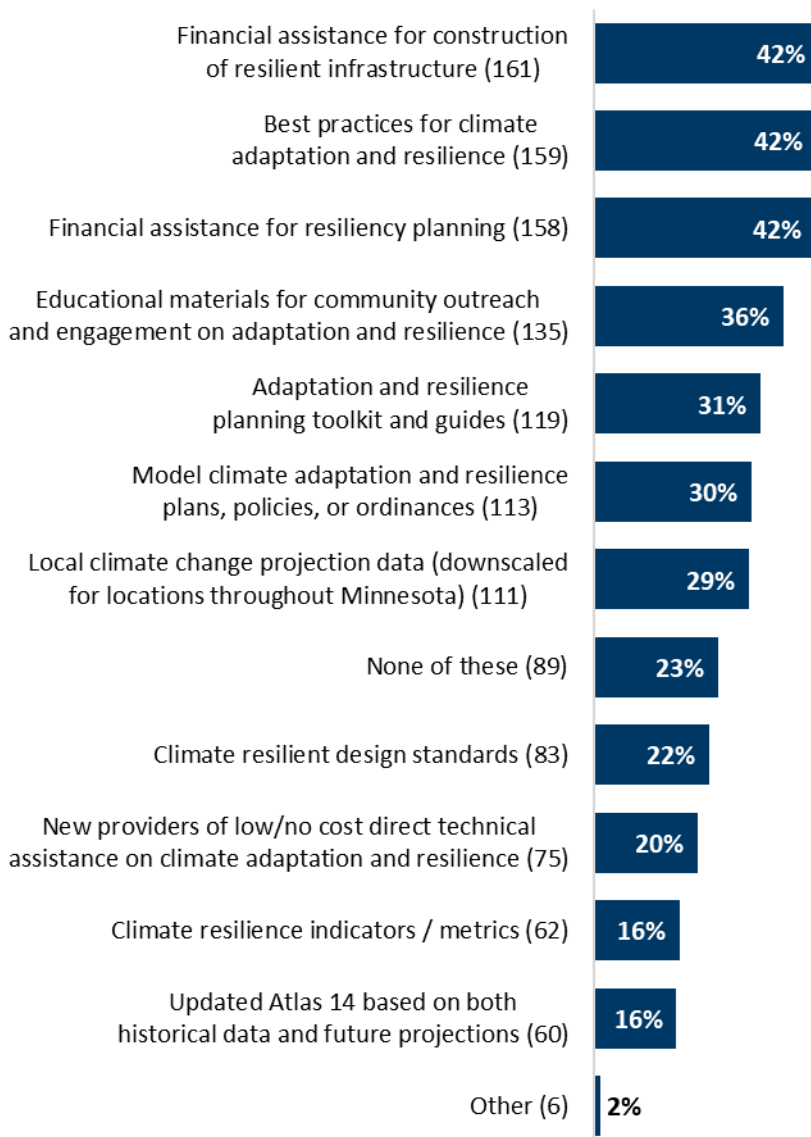 Financial assistance for construction
of resilient infrastructure (161)
42%
Best practices for climate
adaptation and resilience (159)
42%
Financial assistance for resiliency planning (158)
42%
Educational materials for community outreach
and engagement on adaptation and resilience (135)
36%
Adaptation and resilience
planning toolkit and guides (119)
31%
Model climate adaptation and resilience
plans, policies, or ordinances (113)
30%
Local climate change projection data (downscaled
for locations throughout Minnesota) (111)
29%
None of these (89)
23%
Climate resilient design standards (83)
22%
New providers of low/no cost direct technical
assistance on climate adaptation and resilience (75)
20%
Climate resilience indicators / metrics (62)
16%
Updated Atlas 14 based on both
historical data and future projections (60)
16%
Other (6)
2%